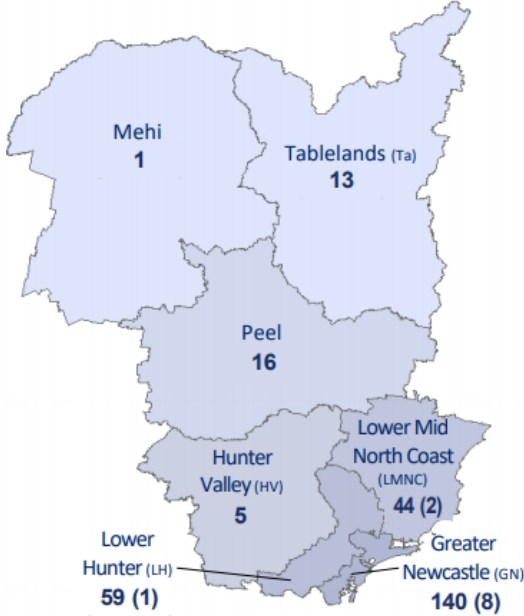 Mehi
1
Tablelands (Ta)
13
Peel
16
Lower Mid
North Coast
(LMNC)
44 (2)
Hunter
Valley (HV)
5
Lower
Hunter (LH)
59 (1)
Greater
Newcastle (GN)
140 (8)